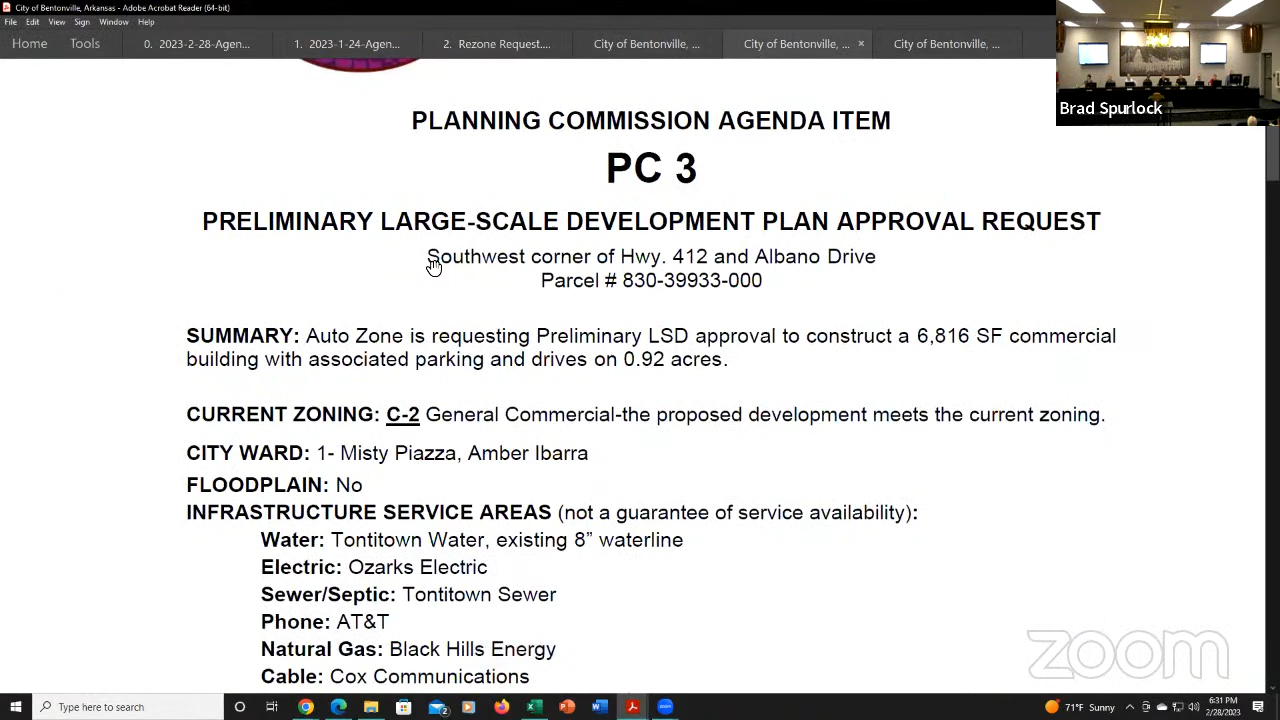 City of Bentonville, Arkansas - Adobe Acrobat Reader (64-bit)
File Edit View Sign Window Help
Home Tools 0. 2023-2-28-Agen... 1. 2023-1-24-Agen... 2. Rezone Request.... City of Bentonville, ... City of Bentonville, ... × City of Bentonville, ...
Brad Spurlock
PLANNING COMMISSION AGENDA ITEM
PC 3
PRELIMINARY LARGE-SCALE DEVELOPMENT PLAN APPROVAL REQUEST
Southwest corner of Hwy. 412 and Albano Drive
Parcel # 830-39933-000
SUMMARY: Auto Zone is requesting Preliminary LSD approval to construct a 6,816 SF commercial
building with associated parking and drives on 0.92 acres.
CURRENT ZONING: C-2 General Commercial-the proposed development meets the current zoning.
CITY WARD: 1- Misty Piazza, Amber Ibarra
FLOODPLAIN: No
INFRASTRUCTURE SERVICE AREAS (not a guarantee of service availability):
Water: Tontitown Water, existing 8” waterline
Electric: Ozarks Electric
Sewer/Septic: Tontitown Sewer
Phone: AT&T
Natural Gas: Black Hills Energy
Cable: Cox Communications
zoom
Type here to search
71°F Sunny
6:31 PM
2/28/2023